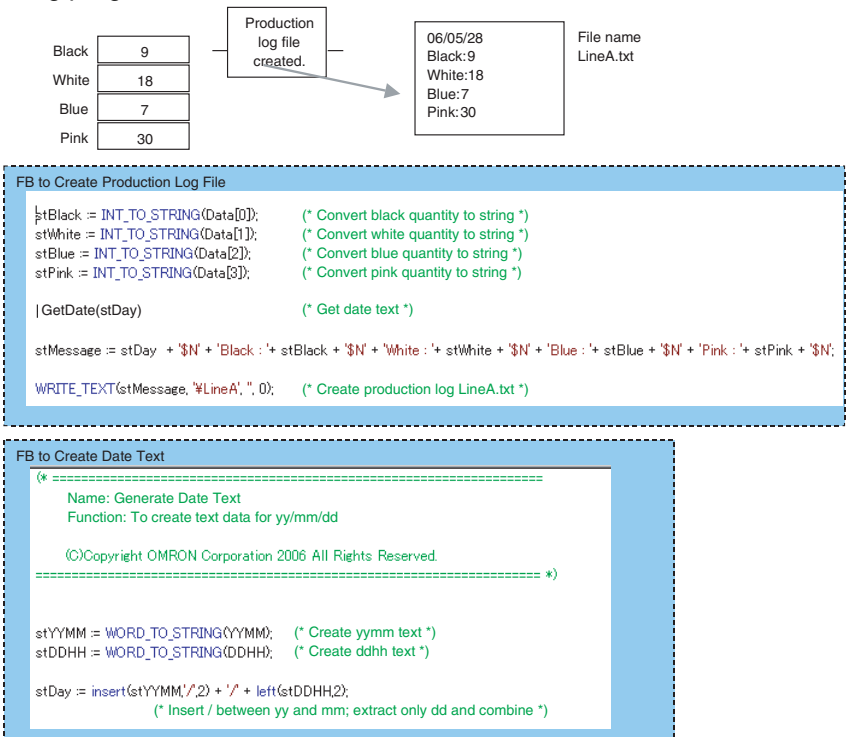 Production
log file
created.
Black 9
White 18
Blue 7
Pink 30
06/05/28
Black:9
White:18
Blue:7
Pink:30
File name
LineA.txt
FB to Create Production Log File
stBlack := INT_TO_STRING(Data[0]); (* Convert black quantity to string *)
stWhite := INT_TO_STRING(Data[1]); (* Convert white quantity to string *)
stBlue := INT_TO_STRING(Data[2]); (* Convert blue quantity to string *)
stPink := INT_TO_STRING(Data[3]); (* Convert pink quantity to string *)
|GetDate(stDay) (* Get date text *)
stMessage := stDay + '$N' + 'Black : '+ stBlack + '$N' + 'White : '+ stWhite + '$N' + 'Blue : '+ stBlue + '$N' + 'Pink : '+ stPink + '$N';
WRITE_TEXT(stMessage, '¥LineA', '', 0); (* Create production log LineA.txt *)
FB to Create Date Text
(* ====================================================================
Name: Generate Date Text
Function: To create text data for yy/mm/dd
(C)Copyright OMRON Corporation 2006 All Rights Reserved.
====================================================================== *)
stYYMM := WORD_TO_STRING(YYMM); (* Create yymm text *)
stDDHH := WORD_TO_STRING(DDHH); (* Create ddhh text *)
stDay := insert(stYYMM,'/',2) + '/' + left(stDDHH,2);
(* Insert / between yy and mm; extract only dd and combine *)